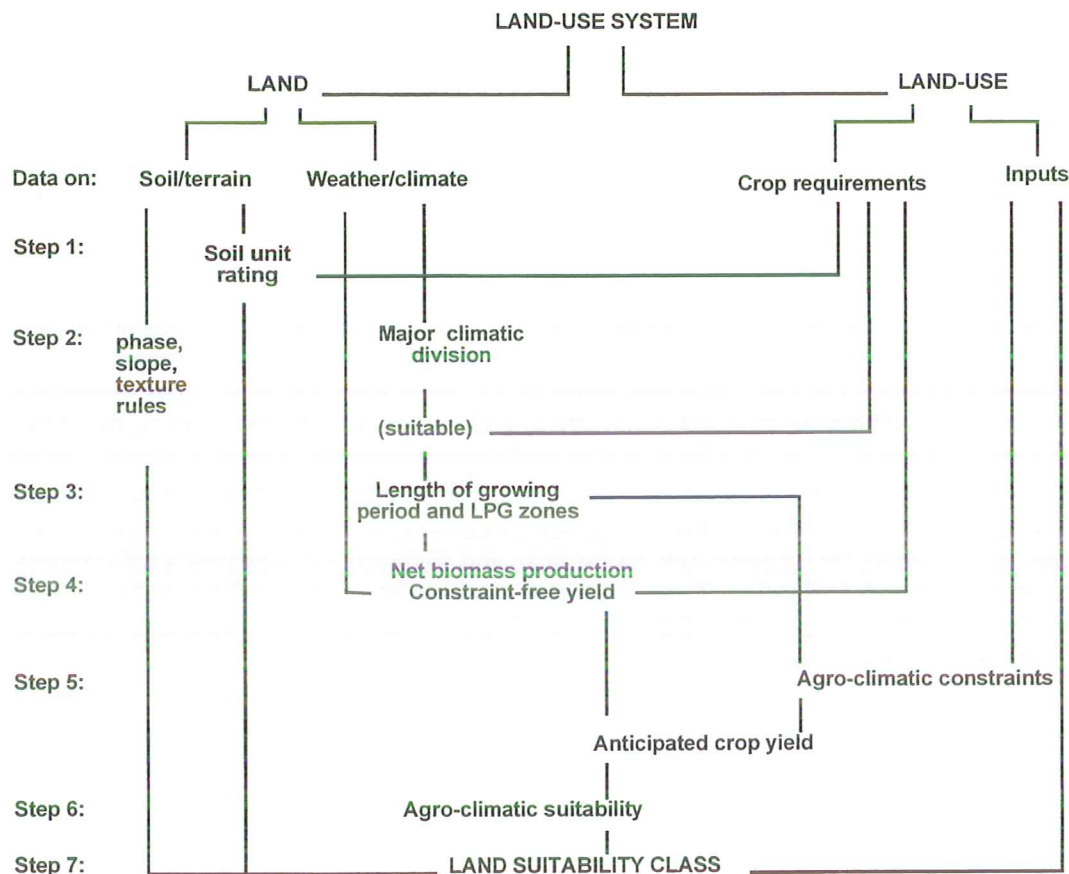 LAND-USE SYSTEM
LAND
LAND-USE
Data on:
Soil/terrain
Weather/climate
Crop requirements
Inputs
Step 1:
Soil unit
rating
Step 2:
phase,
slope,
texture
rules
Major climatic
division
(suitable)
Step 3:
Length of growing
period and LPG zones
Step 4:
Net biomass production
Constraint-free yield
Step 5:
Agro-climatic constraints
Anticipated crop yield
Step 6:
Agro-climatic suitability
Step 7:
LAND SUITABILITY CLASS